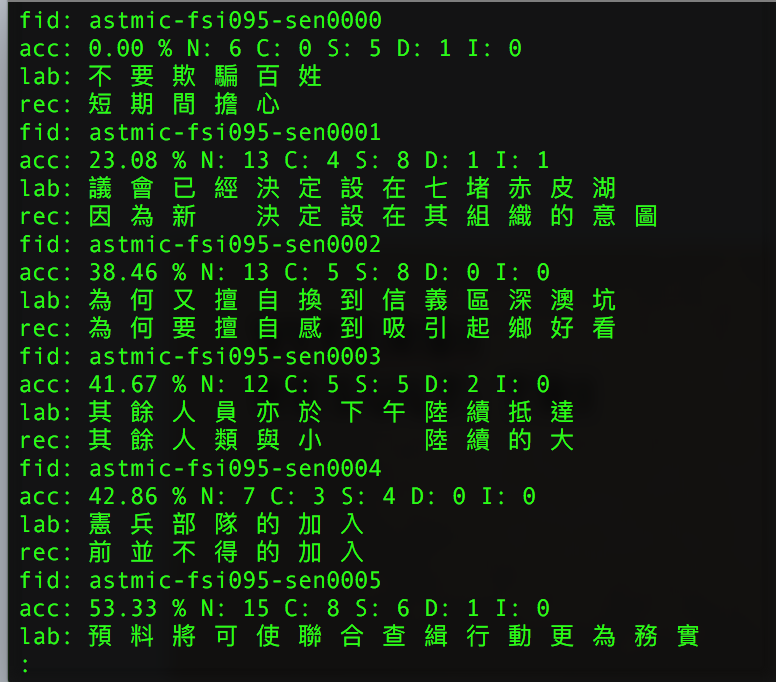 fid: astmic-fsi095-sen0000
acc: 0.00 % N: 6 C: 0 S: 5 D: 1 I: 0
lab: 不 要 欺 騙 百 姓
rec: 短 期 間 擔 心
fid: astmic-fsi095-sen0001
acc: 23.08 % N: 13 C: 4 S: 8 D: 1 I: 1
lab: 議 會 已 經 決 定 設 在 七 堵 赤 皮 湖
rec: 因 為 新    決 定 設 在 其 組 織 的 意 圖
fid: astmic-fsi095-sen0002
acc: 38.46 % N: 13 C: 5 S: 8 D: 0 I: 0
lab: 為 何 又 擅 自 換 到 信 義 區 深 澳 坑
rec: 為 何 要 擅 自 感 到 吸 引 起 鄉 好 看
fid: astmic-fsi095-sen0003
acc: 41.67 % N: 12 C: 5 S: 5 D: 2 I: 0
lab: 其 餘 人 員 亦 於 下 午 陸 續 抵 達
rec: 其 餘 人 類 與 小       陸 續 的 大
fid: astmic-fsi095-sen0004
acc: 42.86 % N: 7 C: 3 S: 4 D: 0 I: 0
lab: 憲 兵 部 隊 的 加 入
rec: 前 並 不 得 的 加 入
fid: astmic-fsi095-sen0005
acc: 53.33 % N: 15 C: 8 S: 6 D: 1 I: 0
lab: 預 料 將 可 使 聯 合 查 緝 行 動 更 為 務 實
: